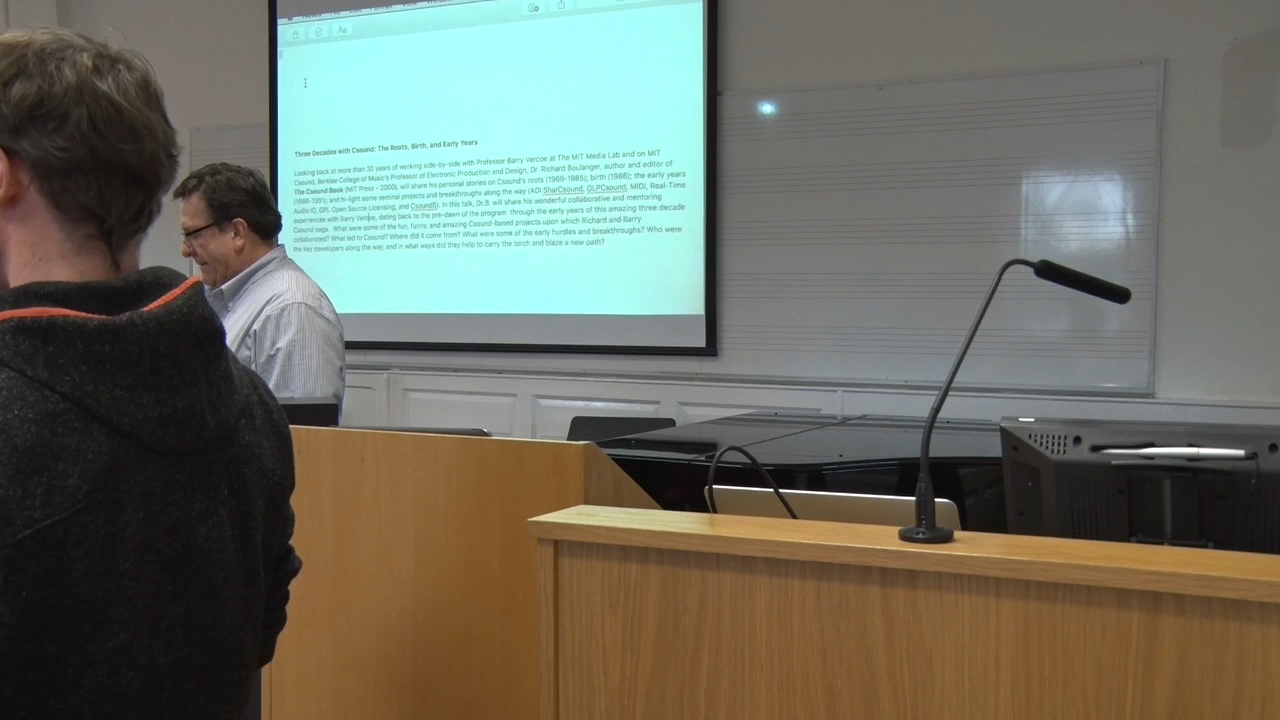 Aa
Three Decades with Csound: The Roots, Birth, and Early Years
Looking back at more than 30 years of working side-by-side with Professor Barry Vercoe at The MIT Media Lab and on MIT
Csound, Berklee College of Music's Professor of Electronic Production and Design, Dr. Richard Boulanger, author and editor of
The Csound Book (MIT Press - 2000), will share his personal stories on Csound's roots (1969-1985); birth (1986); the early years
(1986-1991); and hi-light some seminal projects and breakthroughs along the way (ADI SharCsound, OLPCsound, MIDI, Real-Time
Audio-IO, GPL Open Source Licensing, and Csound5). In this talk, Dr.B. will share his wonderful collaborative and mentoring
experiences with Barry Vercoe, dating back to the pre-dawn of the program through the early years of this amazing three decade
Csound saga. What were some of the fun, funny, and amazing Csound-based projects upon which Richard and Barry
collaborated? What led to Csound? Where did it come from? What were some of the early hurdles and breakthroughs? Who were
the key developers along the way, and in what ways did they help to carry the torch and blaze a new path?